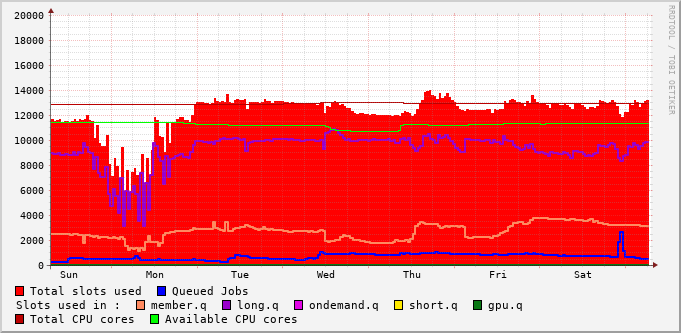 20000
18000
16000
14000
12000
10000
8000
6000
4000
2000
0
Sun Mon Tue Wed Thu Fri Sat
RRDTOOL / TOBI OETIKER
Total slots used Queued Jobs
Slots used in : member.q long.q ondemand.q short.q gpu.q
Total CPU cores Available CPU cores